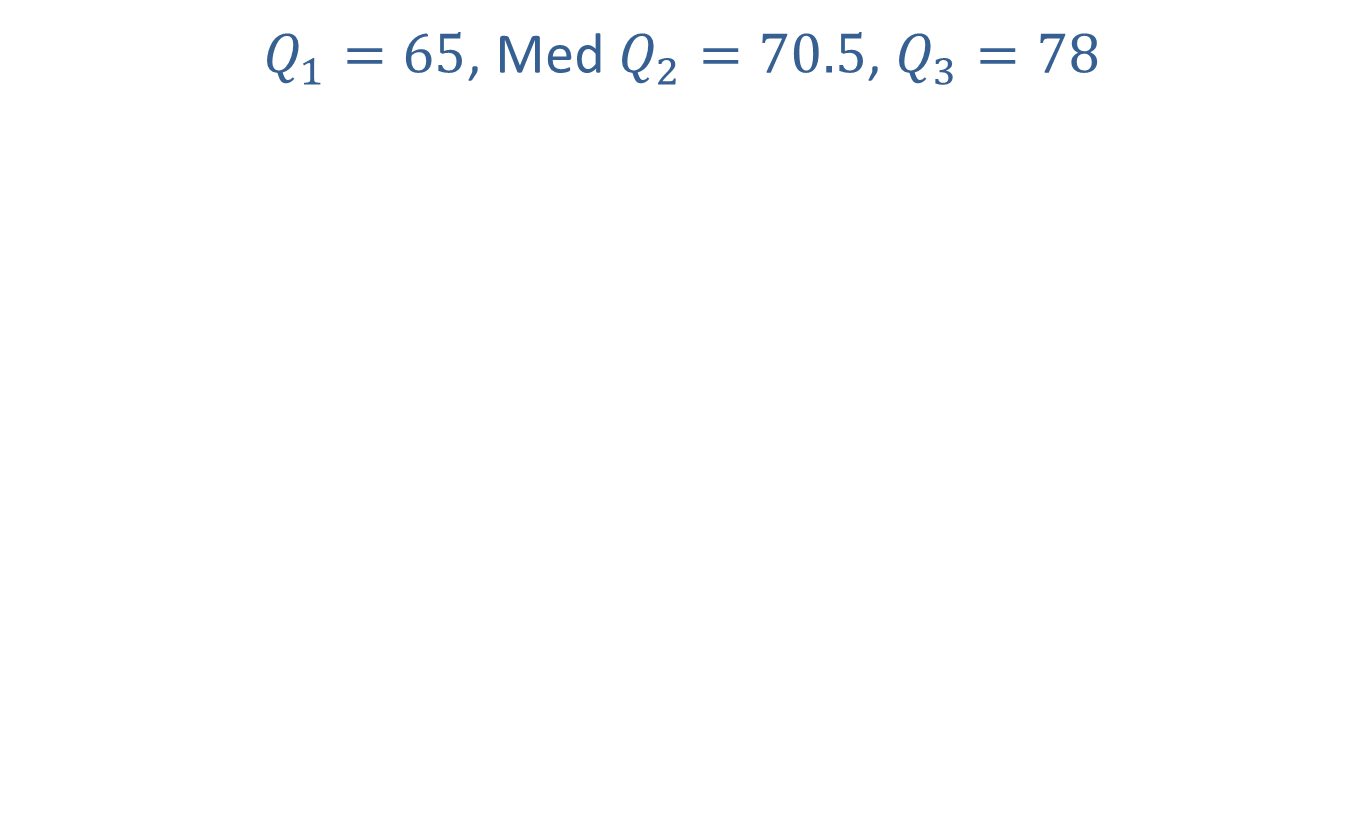 Q₁ = 65, Med Q₂ = 70.5, Q₃ = 78